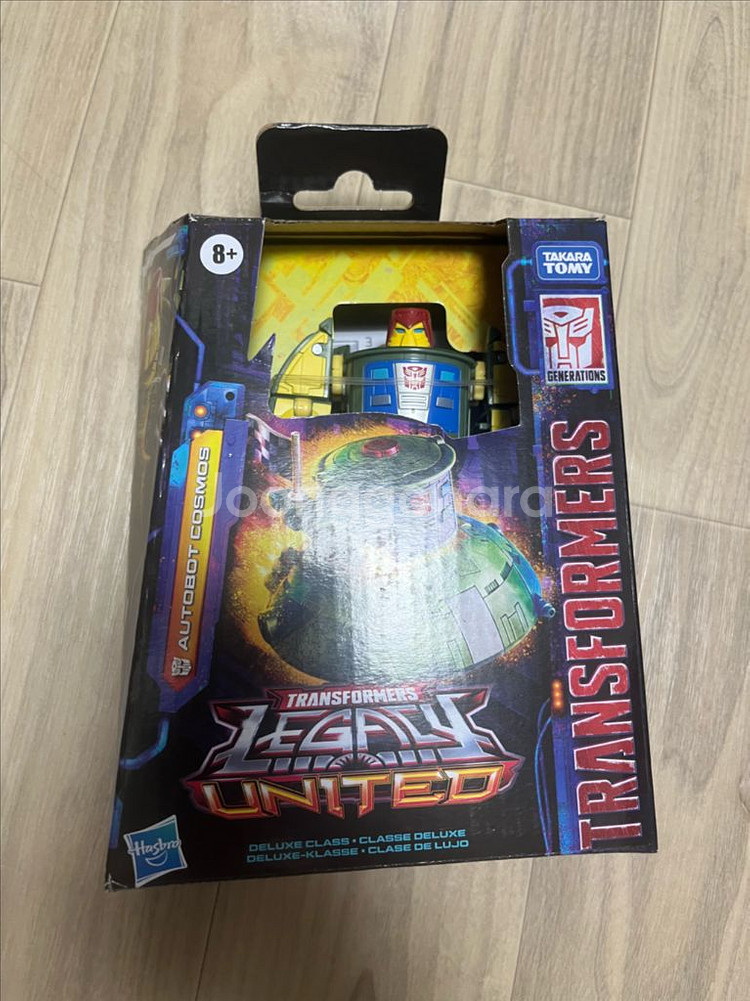 8+
TAKARA
TOMY
GENERATIONS
TRANSFORMERS
AUTOBOT COSMOS
TRANSFORMERS
LEGACY
UNITED
DELUXE CLASS • CLASSE DELUXE
DELUXE-KLASSE • CLASE DE LUJO
Hasbro